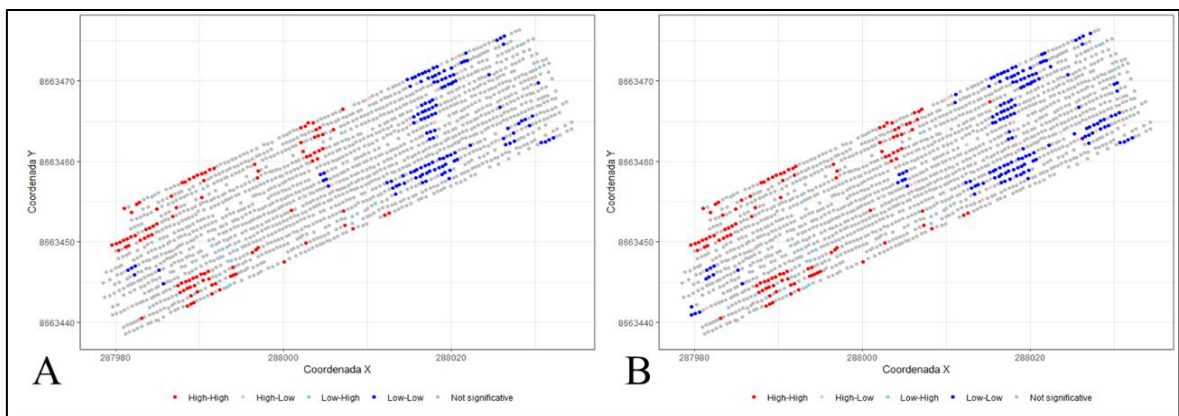 8663470
8663460
8663450
8663440
Coordenada Y
287980
288000
288020
Coordenada X
A
High-High
High-Low
Low-High
Low-Low
Not significative
8663470
8663460
8663450
8663440
Coordenada Y
287980
288000
288020
Coordenada X
B
High-High
High-Low
Low-High
Low-Low
Not significative